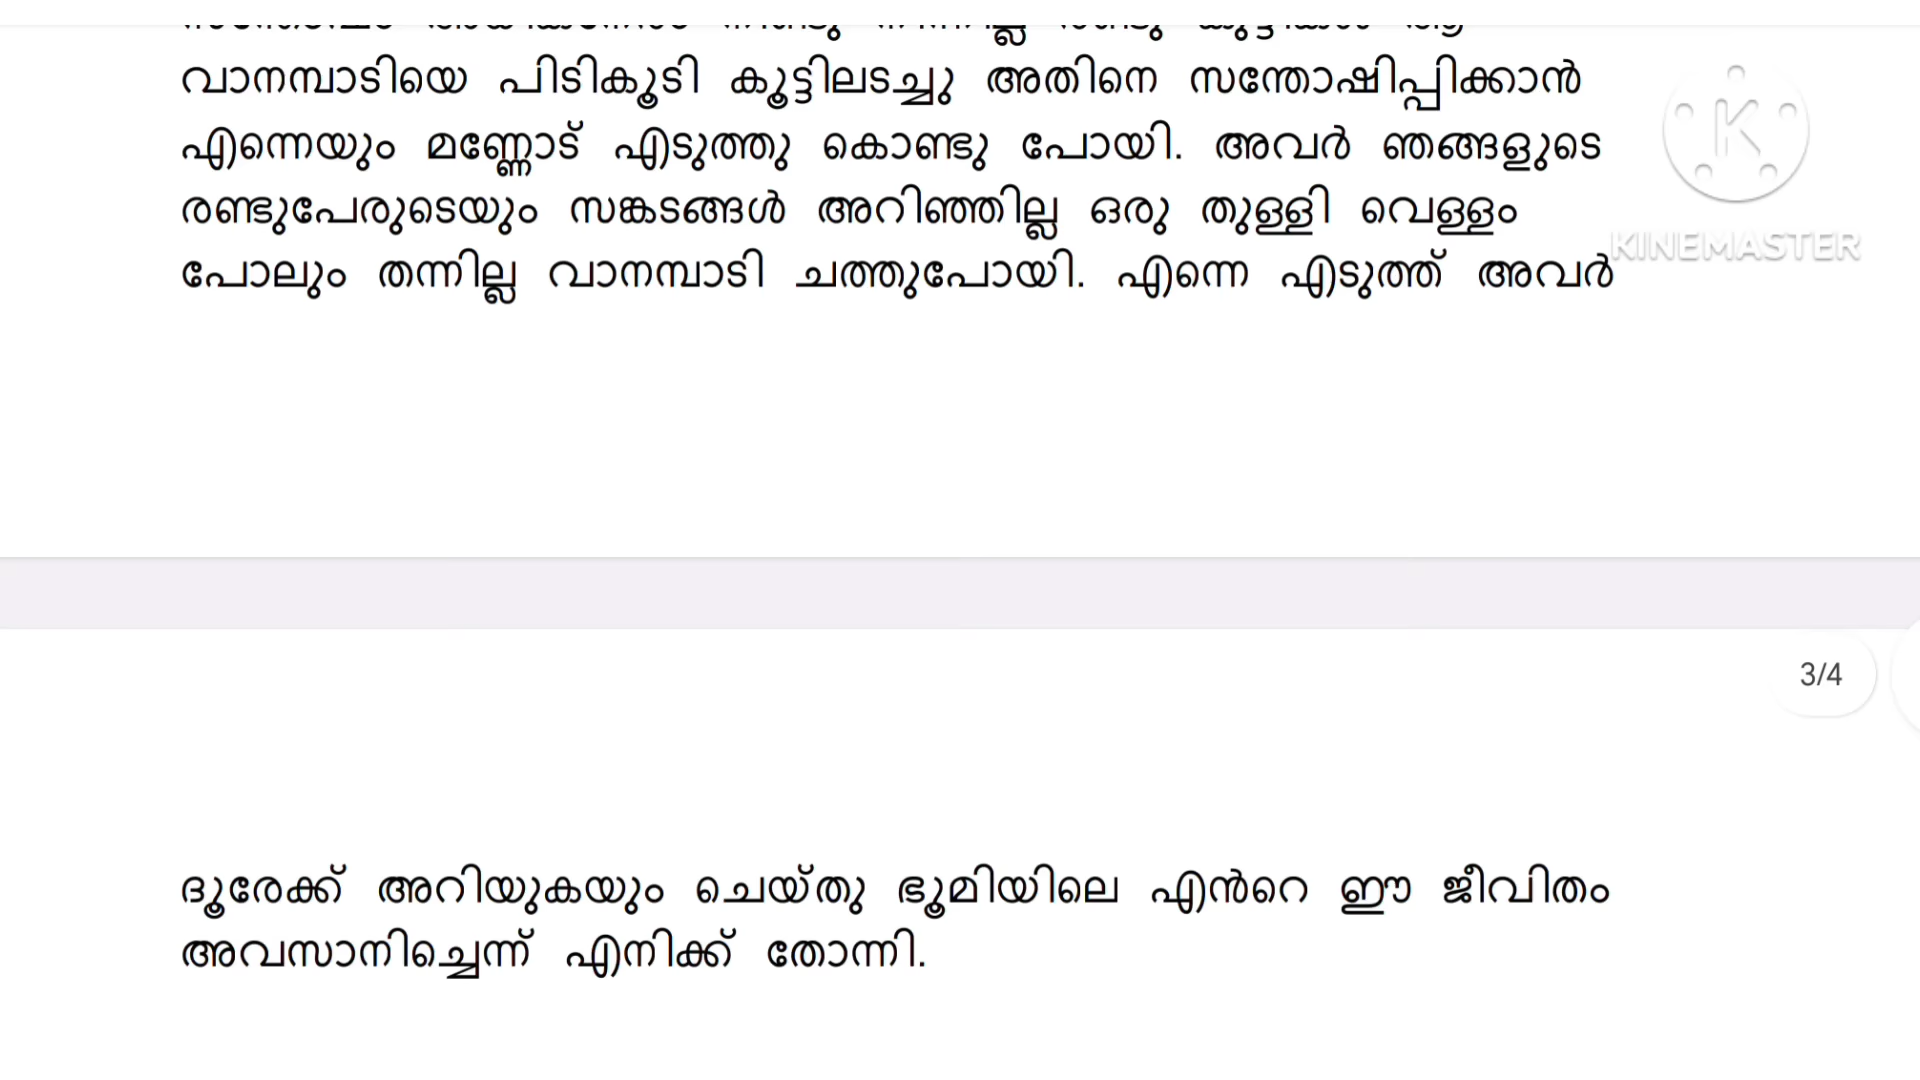 വാനമ്പാടിയെ പിടികൂടി കൂട്ടിലടച്ചു അതിനെ സന്തോഷിപ്പിക്കാൻ
എന്നെയും മണ്ണോട് എടുത്തു കൊണ്ടു പോയി. അവർ ഞങ്ങളുടെ
രണ്ടുപേരുടെയും സങ്കടങ്ങൾ അറിഞ്ഞില്ല ഒരു തുള്ളി വെള്ളം
പോലും തന്നില്ല വാനമ്പാടി ചത്തുപോയി. എന്നെ എടുത്ത് അവർ
K
KINEMASTER
3/4
ദൂരേക്ക് അറിയുകയും ചെയ്തു ഭൂമിയിലെ എൻറെ ഈ ജീവിതം
അവസാനിച്ചെന്ന് എനിക്ക് തോന്നി.